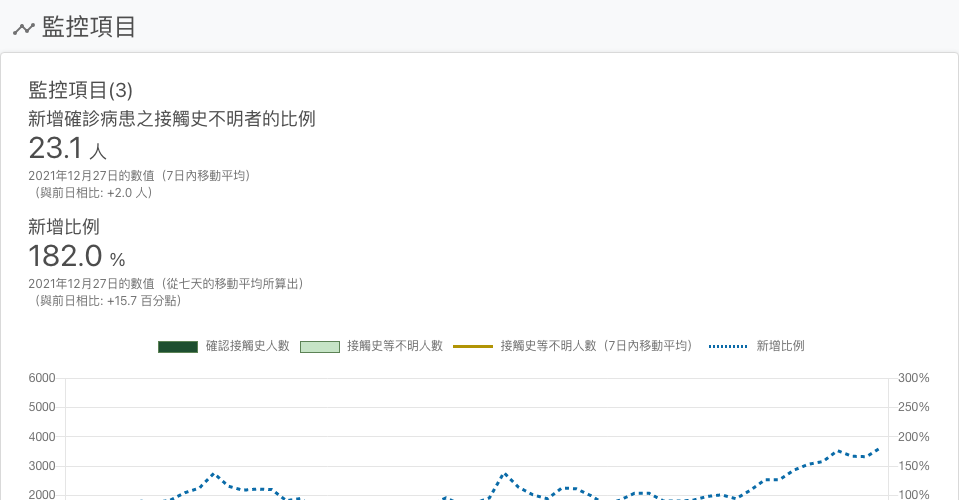 監控項目
監控項目(3)
新增確診病患之接觸史不明者的比例
23.1 人
2021年12月27日的數值（7日內移動平均）
（與前日相比: +2.0 人）
新增比例
182.0 %
2021年12月27日的數值（從七天的移動平均所算出）
（與前日相比: +15.7 百分點）
確認接觸史人數 接觸史等不明人數 接觸史等不明人數（7日內移動平均） 新增比例
6000 300%
5000 250%
4000 200%
3000 150%
2000 100%